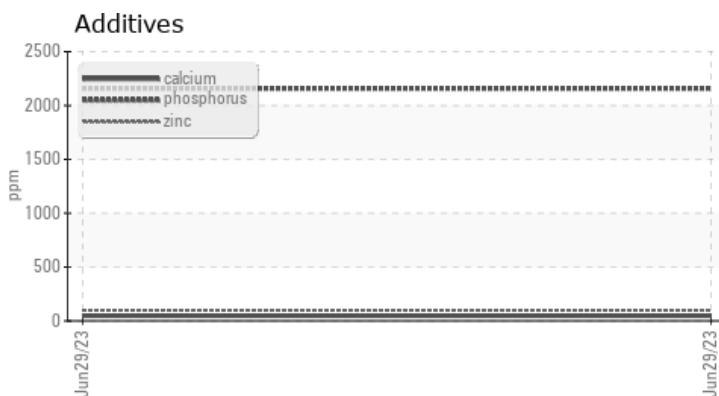 Additives
2500
2000
1500
1000
500
0
ppm
calcium
phosphorus
zinc
Jun29/23
Jun29/23